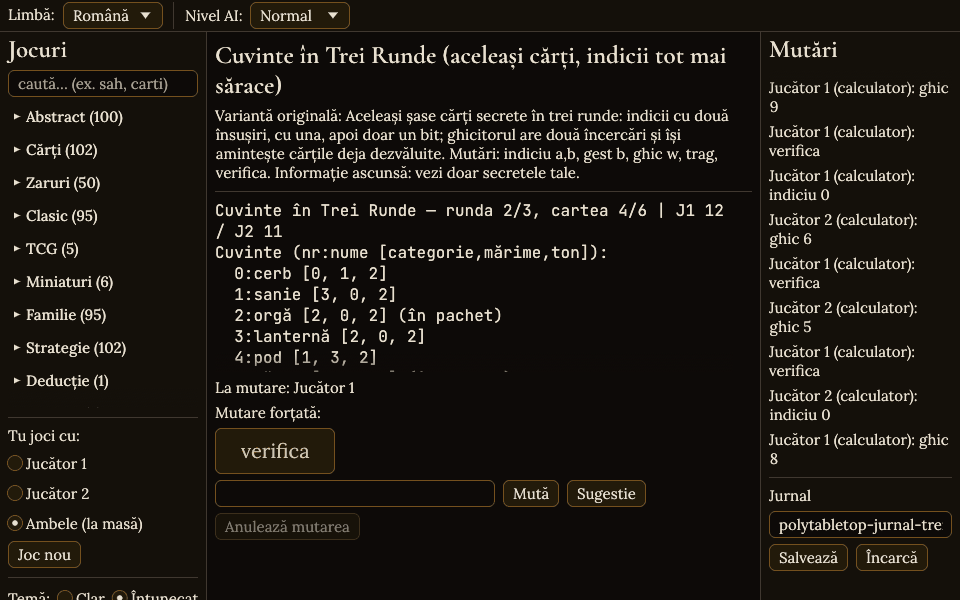 Limbă: Română ▼ Nivel AI: Normal ▼
Jocuri
caută... (ex. sah, carti)
▸ Abstract (100)
▸ Cărți (102)
▸ Zaruri (50)
▸ Clasic (95)
▸ TCG (5)
▸ Miniaturi (6)
▸ Familie (95)
▸ Strategie (102)
▸ Deducție (1)
Tu joci cu:
Jucător 1
Jucător 2
Ambele (la masă)
Joc nou
Temă: Clar Întunecat
Cuvinte în Trei Runde (aceleași cărți, indicii tot mai
sărace)
Variantă originală: Aceleași șase cărți secrete în trei runde: indicii cu două
însușiri, cu una, apoi doar un bit; ghicitorul are două încercări și își
amintește cărțile deja dezvăluite. Mutări: indiciu a,b, gest b, ghic w, trag,
verifica. Informație ascunsă: vezi doar secretele tale.
Cuvinte în Trei Runde — runda 2/3, cartea 4/6 | J1 12
/ J2 11
Cuvinte (nr:nume [categorie,mărime,ton]):
0:cerb [0, 1, 2]
1:sanie [3, 0, 2]
2:orgă [2, 0, 2] (în pachet)
3:lanternă [2, 0, 2]
4:pod [1, 3, 2]
La mutare: Jucător 1
Mutare forțată:
verifica
Mută Sugestie
Anulează mutarea
Mutări
Jucător 1 (calculator): ghic
9
Jucător 1 (calculator):
verifica
Jucător 1 (calculator):
indiciu 0
Jucător 2 (calculator):
ghic 6
Jucător 1 (calculator):
verifica
Jucător 2 (calculator):
ghic 5
Jucător 1 (calculator):
verifica
Jucător 2 (calculator):
indiciu 0
Jucător 1 (calculator): ghic
8
Jurnal
polytabletop-jurnal-tre
Salvează Încarcă